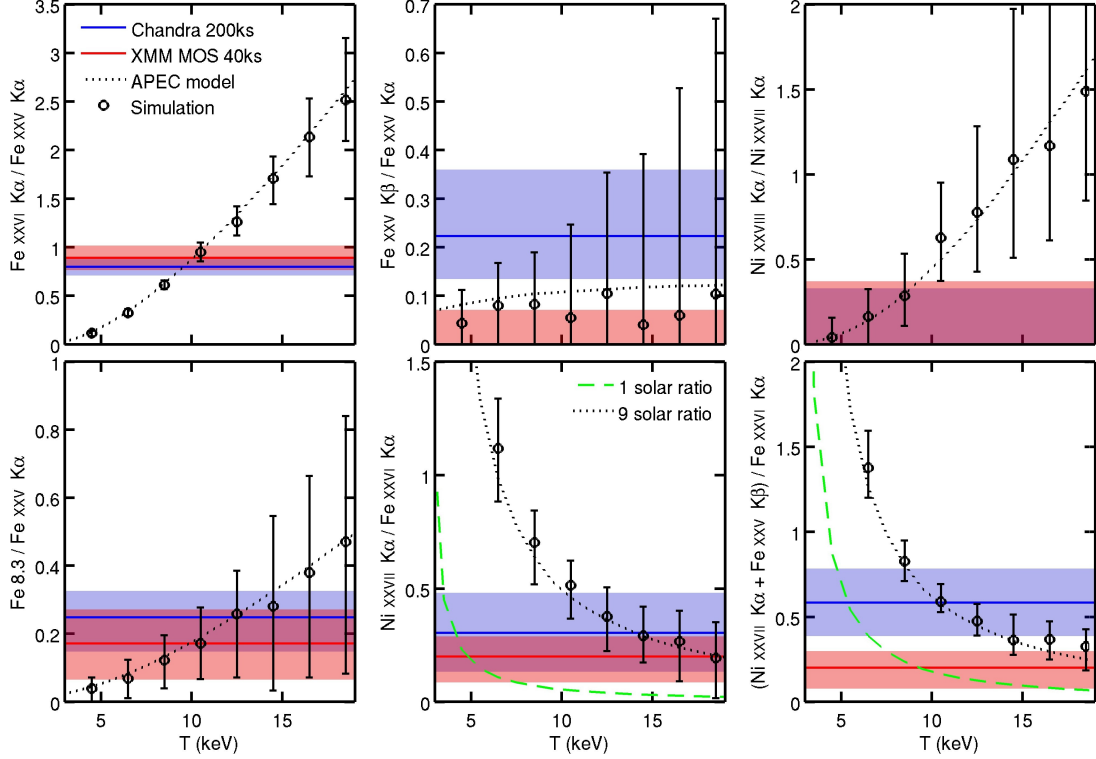 Fe XXVI Kα / Fe XXV Kα
3.5
3
2.5
2
1.5
1
0.5
0
Chandra 200ks
XMM MOS 40ks
APEC model
Simulation
Fe XXV Kβ / Fe XXV Kα
0.7
0.6
0.5
0.4
0.3
0.2
0.1
0
Ni XXVIII Kα / Ni XXVII Kα
2
1.5
1
0.5
0
Fe 8.3 / Fe XXV Kα
1
0.8
0.6
0.4
0.2
0
5 10 15
T (keV)
Ni XXVII Kα / Fe XXVI Kα
1.5
1
0.5
0
1 solar ratio
9 solar ratio
5 10 15
T (keV)
(Ni XXVII Kα + Fe XXV Kβ) / Fe XXVI Kα
2
1.5
1
0.5
0
5 10 15
T (keV)